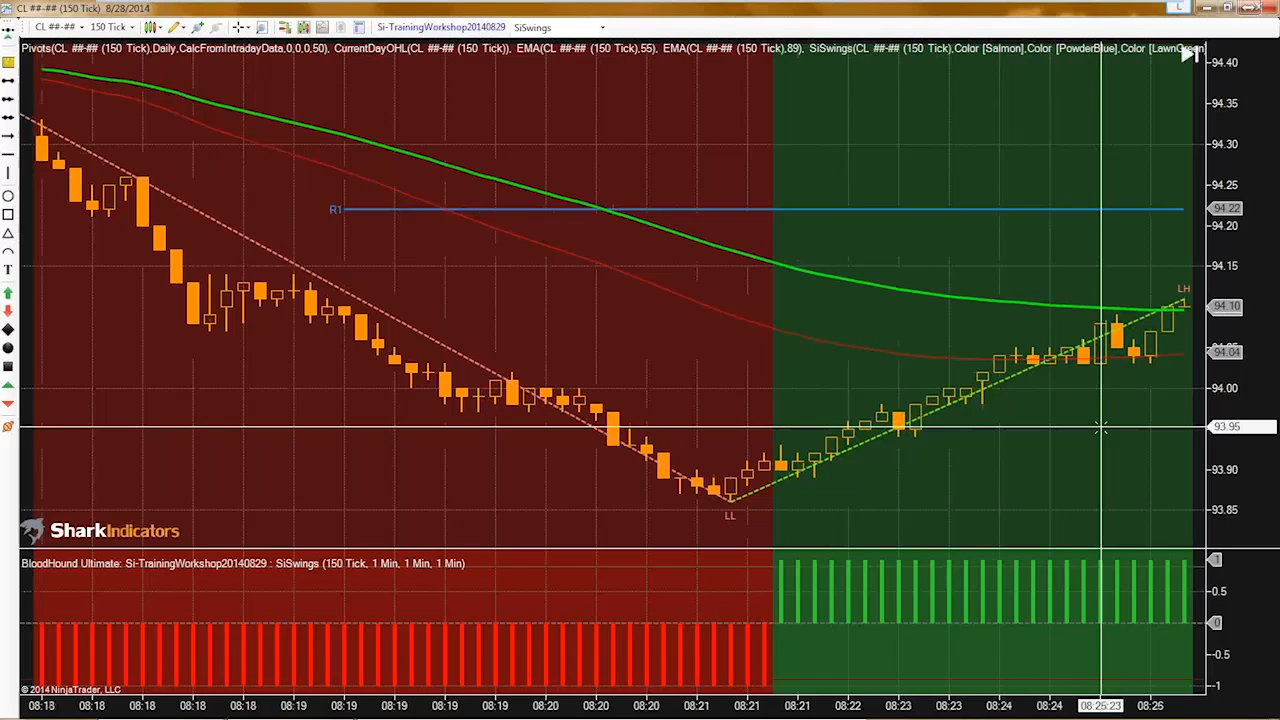 CL ##-## (150 Tick) 8/28/2014
CL ##-## 150 Tick Si-TrainingWorkshop20140829 SiSwings
Pivots(CL ##-## (150 Tick),Daily,CalcFromIntradayData,0,0,0,50), CurrentDayOHL(CL ##-## (150 Tick)), EMA(CL ##-## (150 Tick),55), EMA(CL ##-## (150 Tick),89), SiSwings(CL ##-## (150 Tick),Color [Salmon],Color [PowderBlue],Color [LawnGreen]
94.40
94.35
94.30
94.25
R1
94.22
94.20
94.15
LH
94.10
94.04
94.00
93.95
93.90
93.85
LL
T
SharkIndicators
BloodHound Ultimate: Si-TrainingWorkshop20140829 : SiSwings (150 Tick, 1 Min, 1 Min, 1 Min)
1
0.5
0
-0.5
-1
© 2014 NinjaTrader, LLC
08:18 08:18 08:18 08:18 08:18 08:19 08:19 08:19 08:19 08:19 08:20 08:20 08:20 08:21 08:21 08:21 08:22 08:23 08:23 08:24 08:24 08:25:23 08:25